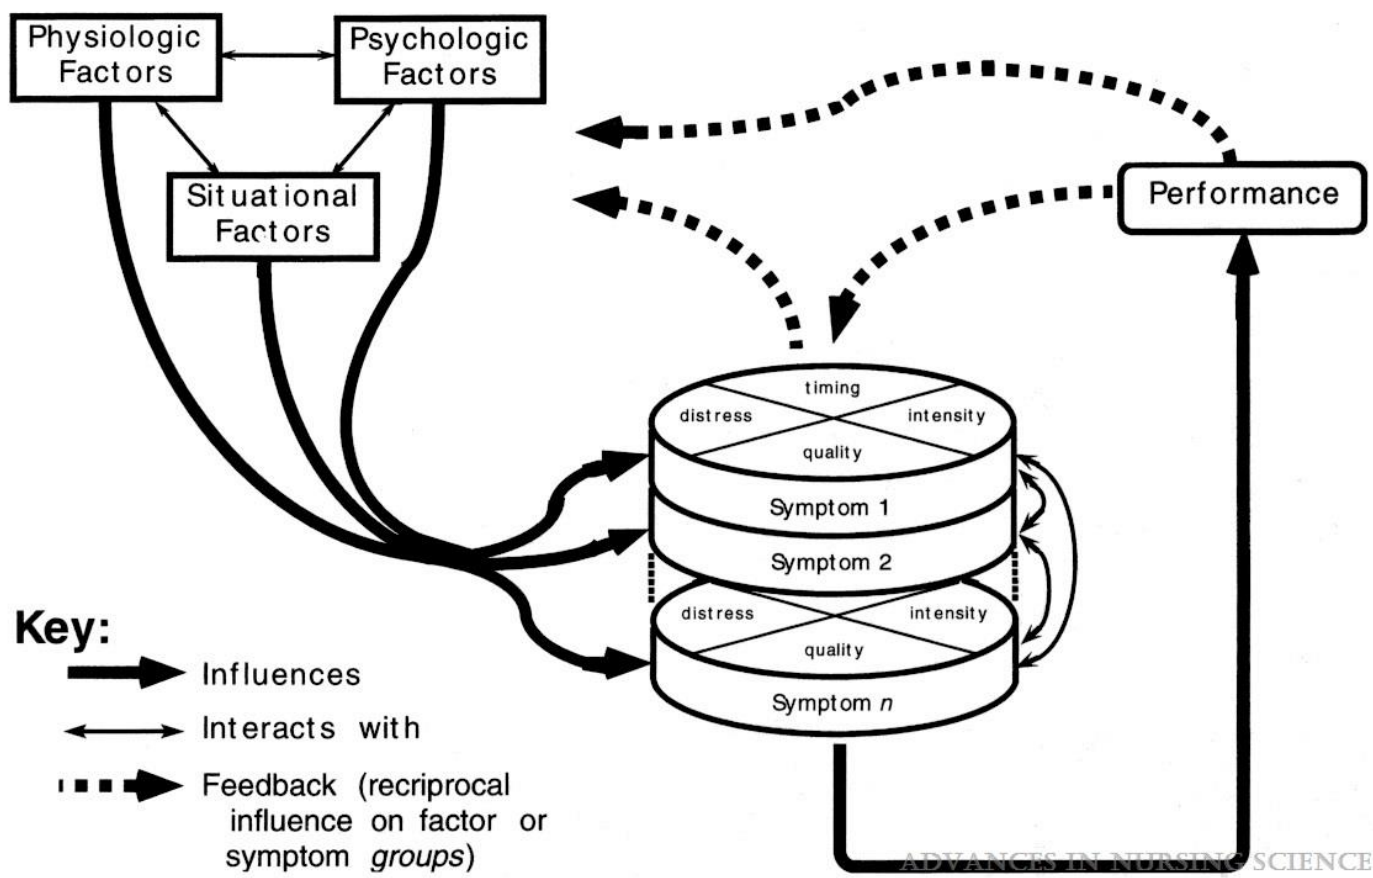 Physiologic
Factors
Psychologic
Factors
Situational
Factors
Performance
timing
distress
intensity
quality
Symptom 1
Symptom 2
distress
intensity
quality
Symptom n
Key:
Influences
Interacts with
Feedback (recriprocal
influence on factor or
symptom groups)
ADVANCES IN NURSING SCIENCE